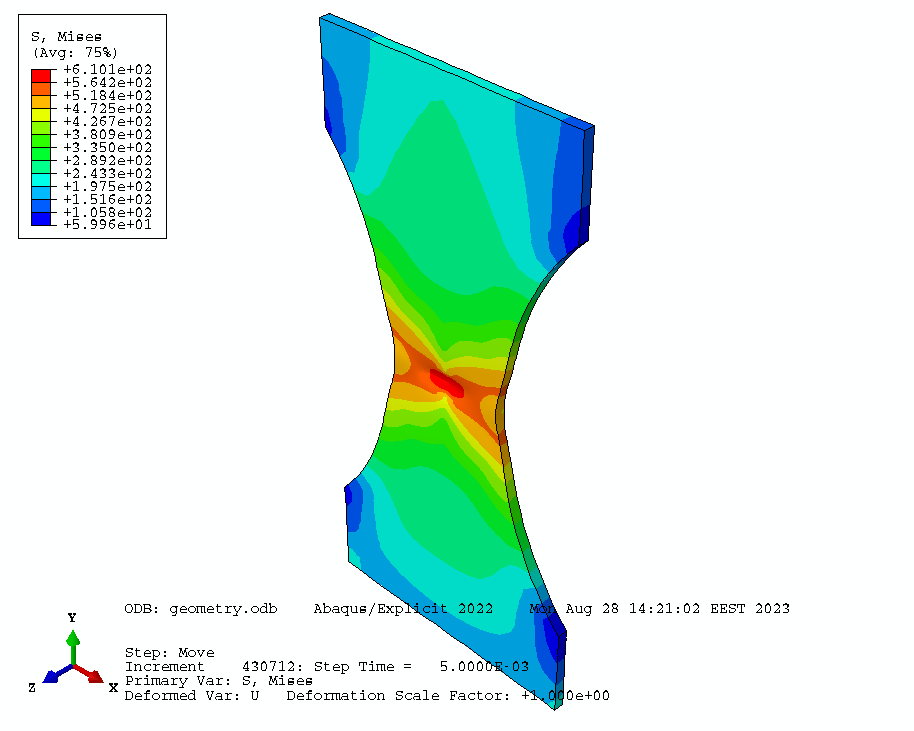 S, Mises
(Avg: 75%)
+6.101e+02
+5.642e+02
+5.184e+02
+4.725e+02
+4.267e+02
+3.809e+02
+3.350e+02
+2.892e+02
+2.433e+02
+1.975e+02
+1.516e+02
+1.058e+02
+5.996e+01
ODB: geometry.odb Abaqus/Explicit 2022 Mon Aug 28 14:21:02 EEST 2023
Y
Z X
Step: Move
Increment 430712: Step Time = 5.0000E-03
Primary Var: S, Mises
Deformed Var: U Deformation Scale Factor: +1.000e+00